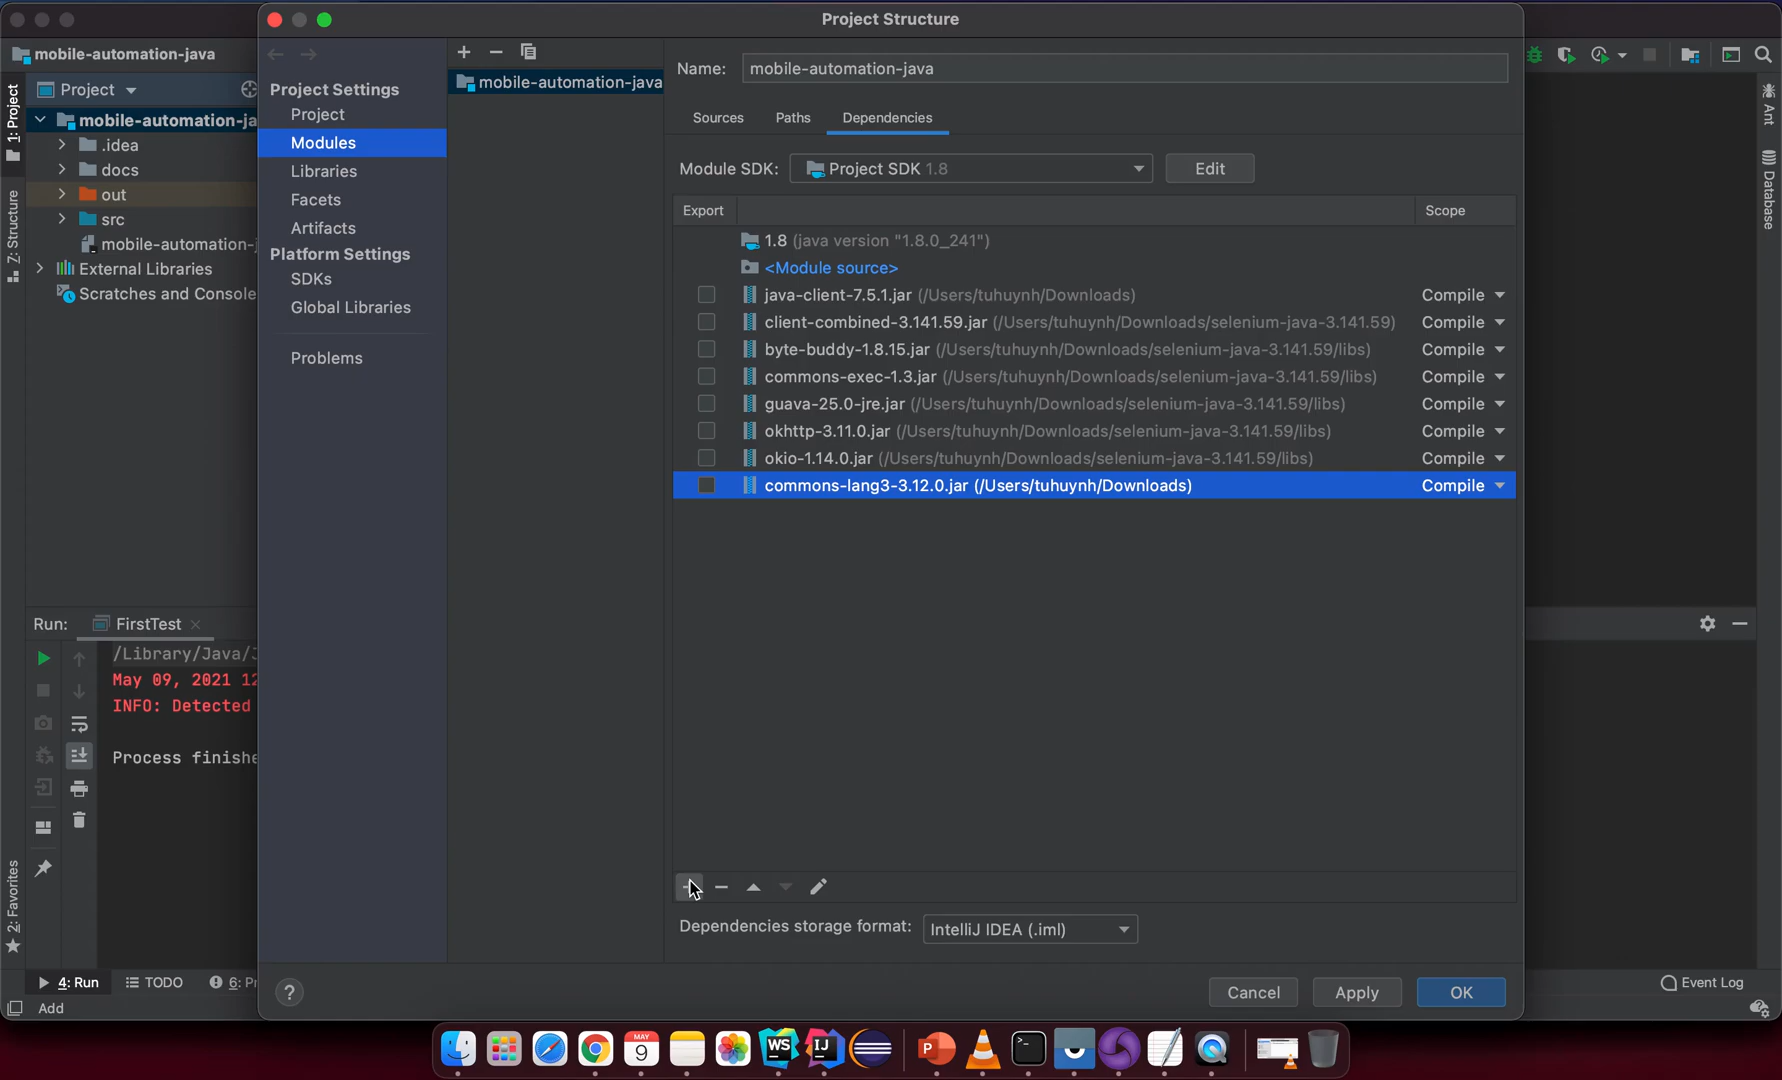 Project Structure
mobile-automation-java
Project
mobile-automation-ja
.idea
docs
out
src
mobile-automation-j
External Libraries
Scratches and Console
1: Project
Z: Structure
2: Favorites
Project Settings
Project
Modules
Libraries
Facets
Artifacts
Platform Settings
SDKs
Global Libraries
Problems
mobile-automation-java
Name: mobile-automation-java
Sources Paths Dependencies
Module SDK: Project SDK 1.8 Edit
Export Scope
1.8 (java version "1.8.0_241")
<Module source>
java-client-7.5.1.jar (/Users/tuhuynh/Downloads) Compile
client-combined-3.141.59.jar (/Users/tuhuynh/Downloads/selenium-java-3.141.59) Compile
byte-buddy-1.8.15.jar (/Users/tuhuynh/Downloads/selenium-java-3.141.59/libs) Compile
commons-exec-1.3.jar (/Users/tuhuynh/Downloads/selenium-java-3.141.59/libs) Compile
guava-25.0-jre.jar (/Users/tuhuynh/Downloads/selenium-java-3.141.59/libs) Compile
okhttp-3.11.0.jar (/Users/tuhuynh/Downloads/selenium-java-3.141.59/libs) Compile
okio-1.14.0.jar (/Users/tuhuynh/Downloads/selenium-java-3.141.59/libs) Compile
commons-lang3-3.12.0.jar (/Users/tuhuynh/Downloads) Compile
Dependencies storage format: IntelliJ IDEA (.iml)
? Cancel Apply OK
Ant
Database
Run: FirstTest
/Library/Java/J
May 09, 2021 12
INFO: Detected
Process finishe
4: Run TODO 6: Pr Event Log
Add
MAY
9
WS
IJ
P